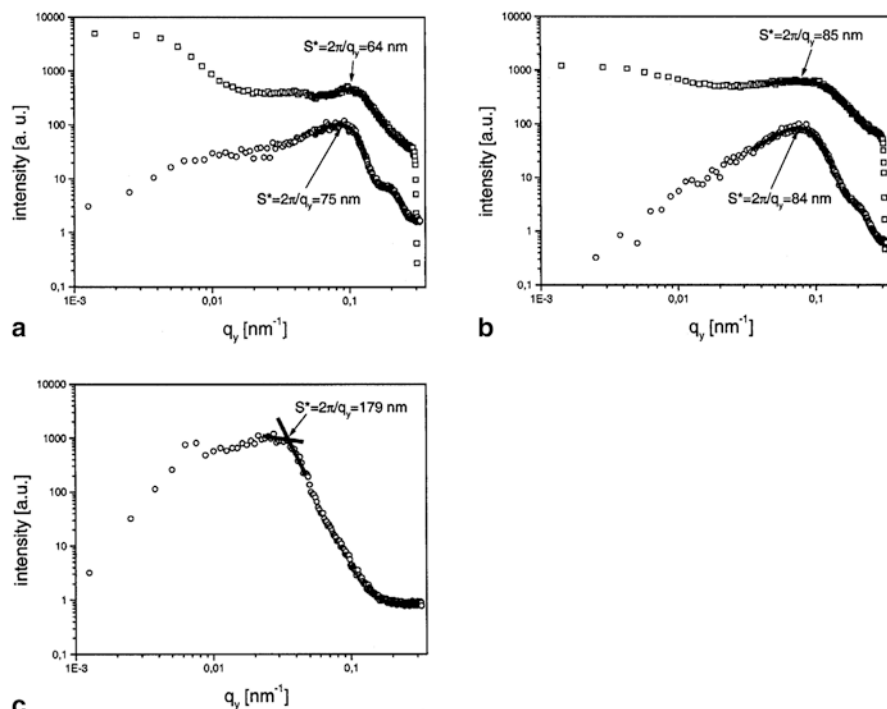 10000
1000
100
10
1
0,1
intensity [a. u.]
S*=2π/q_y=64 nm
S*=2π/q_y=75 nm
1E-3
0,01
0,1
q_y [nm⁻¹]
a
10000
1000
100
10
1
0,1
intensity [a. u.]
S*=2π/q_y=85 nm
S*=2π/q_y=84 nm
1E-3
0,01
0,1
q_y [nm⁻¹]
b
10000
1000
100
10
1
0,1
intensity [a.u.]
S*=2π/q_y=179 nm
1E-3
0,01
0,1
q_y [nm⁻¹]
c